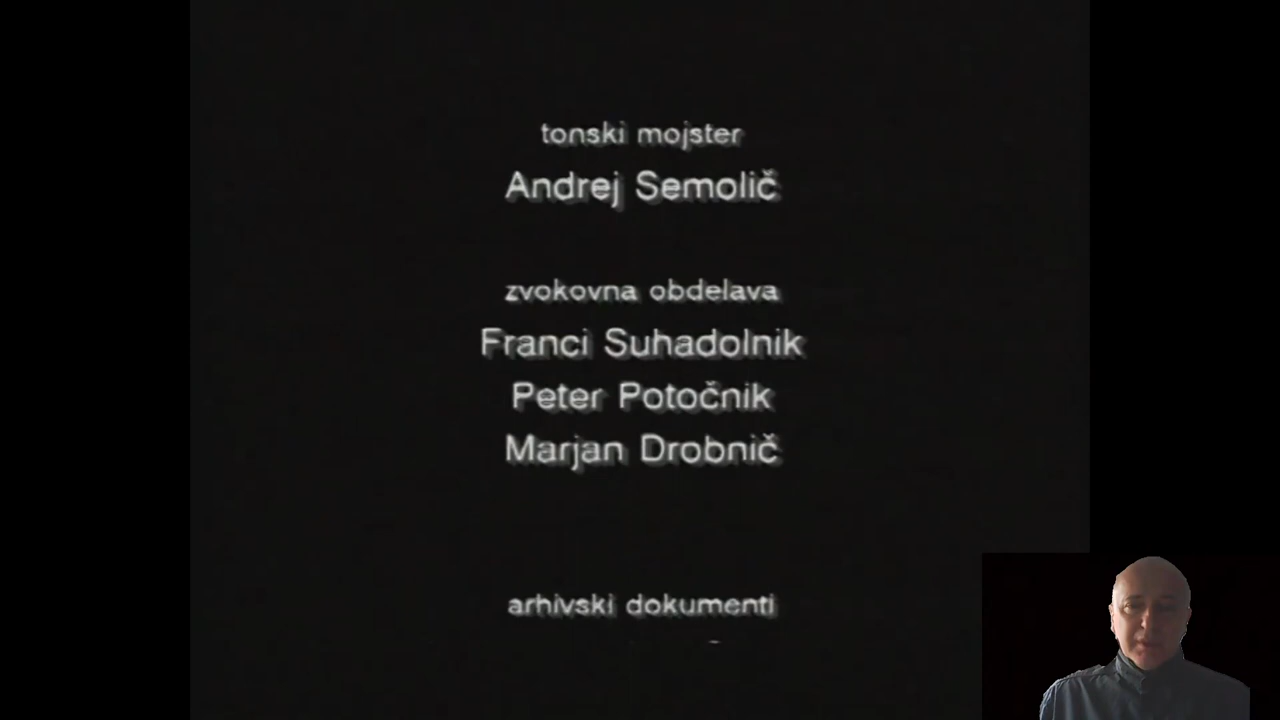 tonski mojster
Andrej Semolič
zvokovna obdelava
Franci Suhadolnik
Peter Potočnik
Marjan Drobnič
arhivski dokumenti